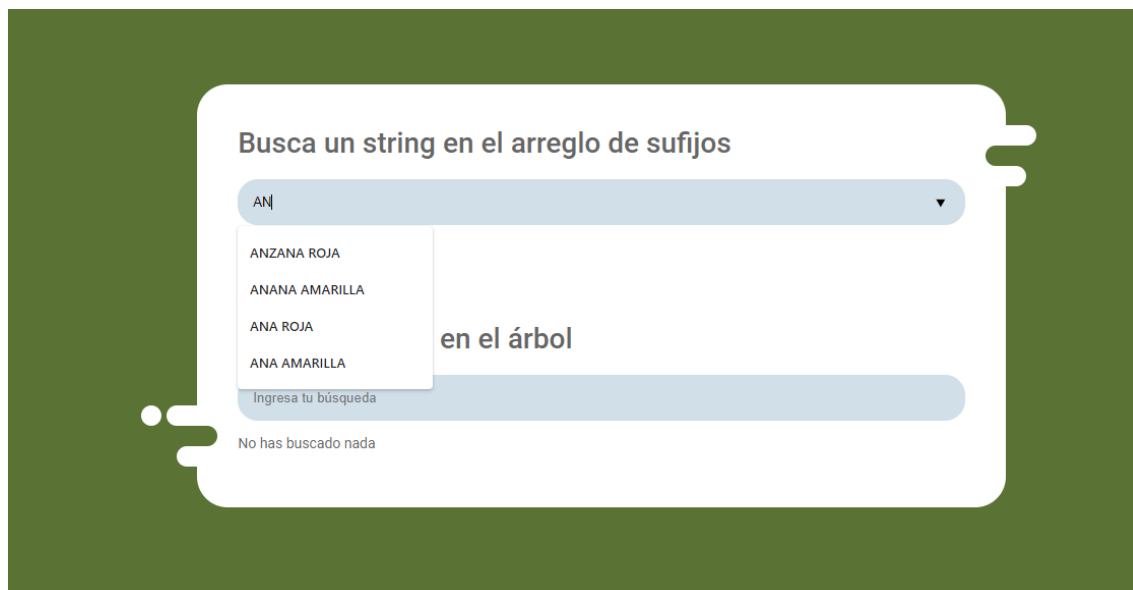 Busca un string en el arreglo de sufijos
AN
ANZANA ROJA
ANANA AMARILLA
ANA ROJA
ANA AMARILLA
en el árbol
Ingresa tu búsqueda
No has buscado nada